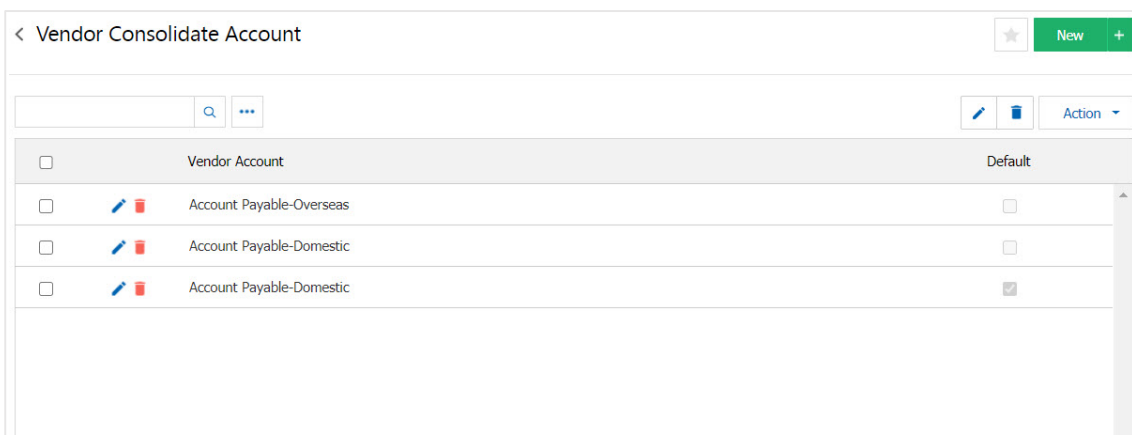 Vendor Consolidate Account
New +
Action
Vendor Account Default
Account Payable-Overseas
Account Payable-Domestic
Account Payable-Domestic